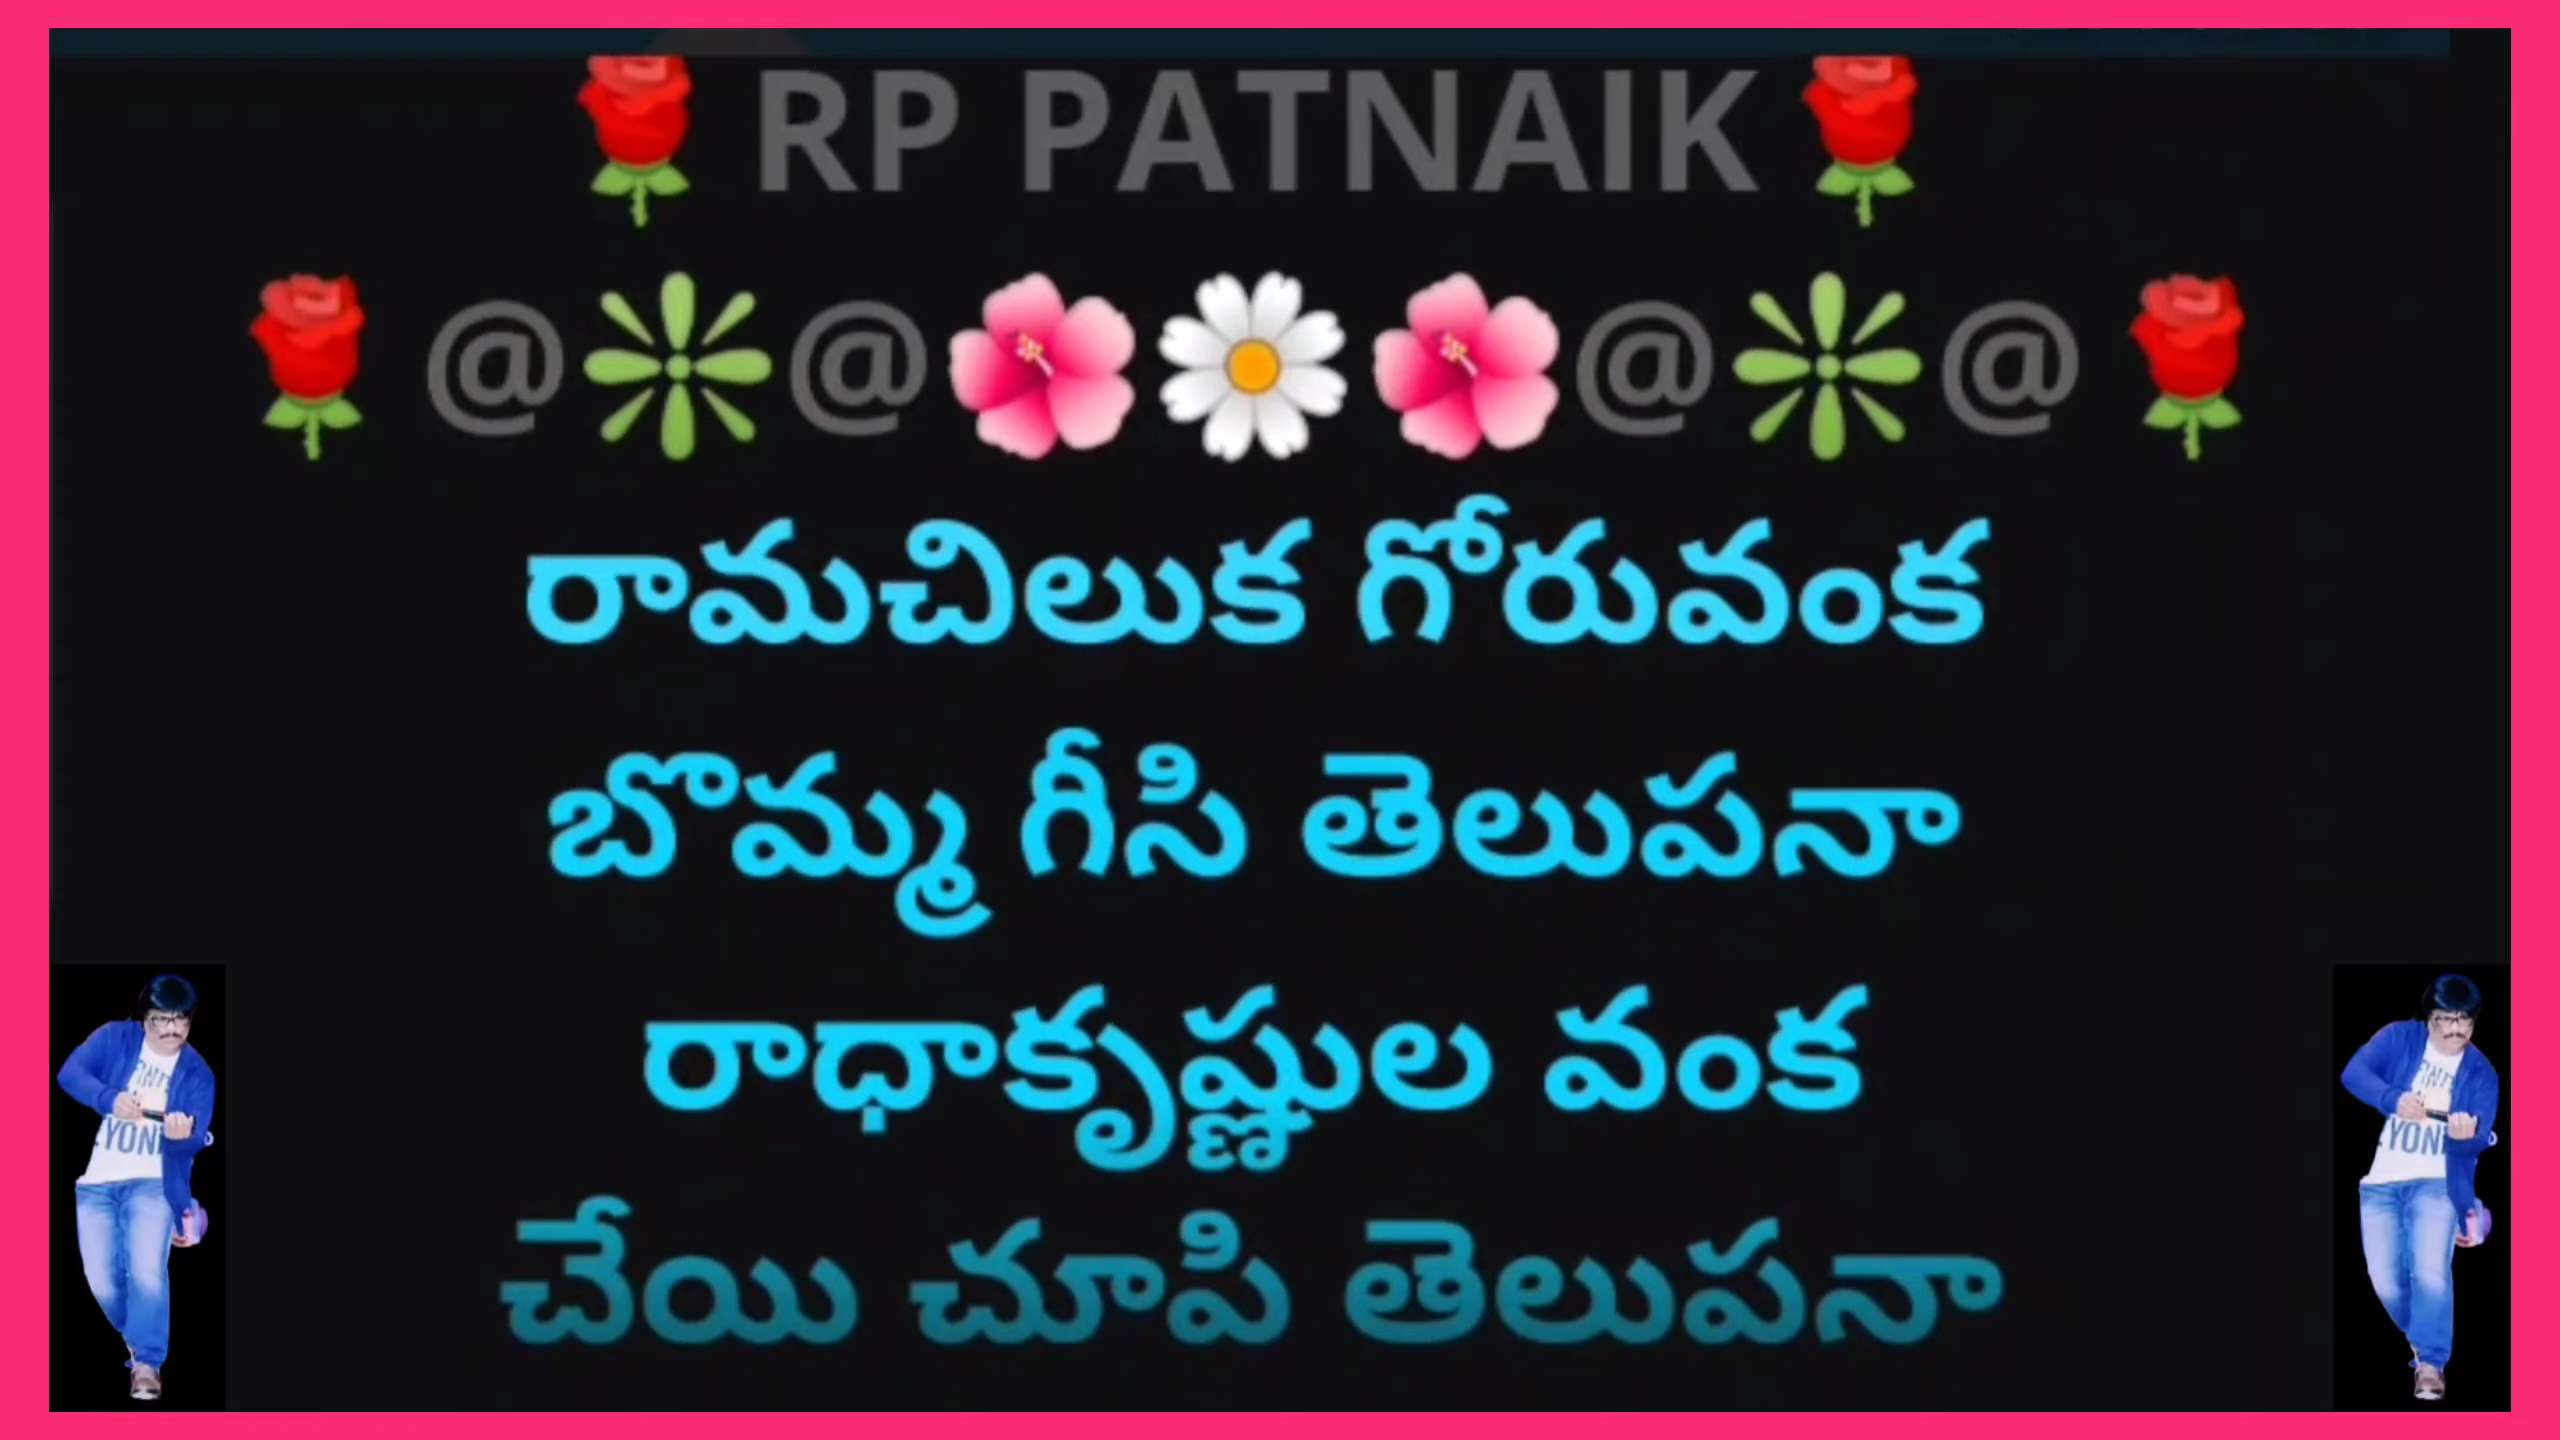 🌹 RP PATNAIK🌹
🌹 @❇@🌺🌼🌺@❇@ 🌹
రామచిలుక గోరువంక
బొమ్మ గీసి తెలుపనా
రాధాకృష్ణుల వంక
చేయి చూపి తెలుపనా